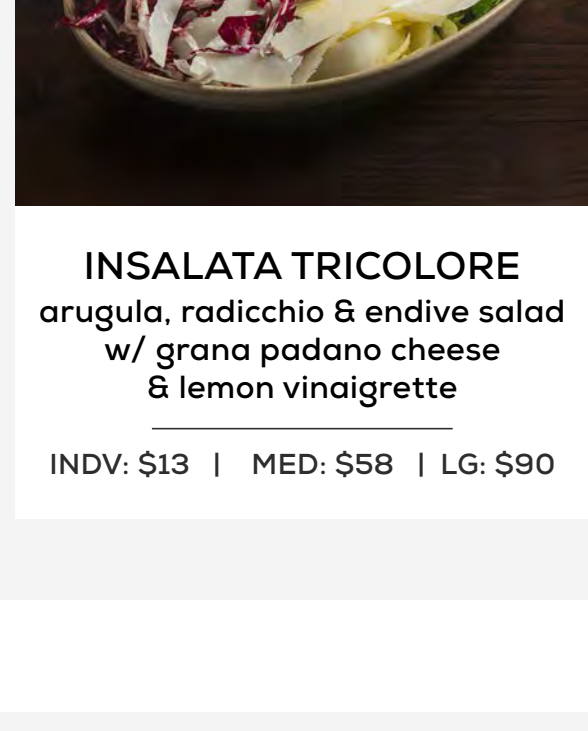 INSALATA TRICOLORE
arugula, radicchio & endive salad
w/ grana padano cheese
& lemon vinaigrette
INDV: $13 | MED: $58 | LG: $90